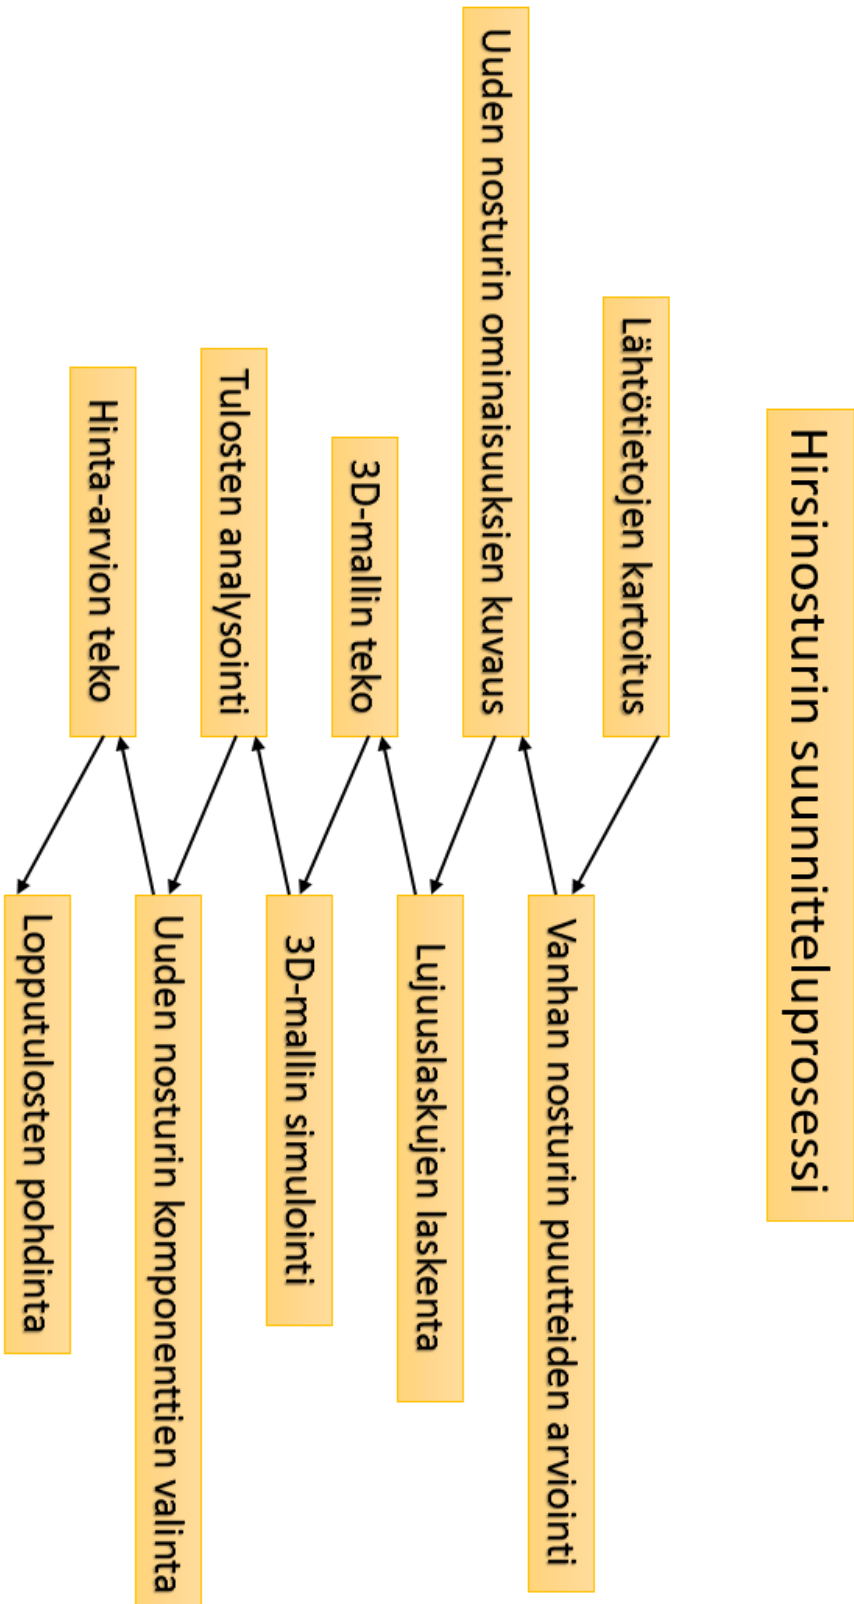 Hirsinosturin suunnitteluprosessi
Lähtötietojen kartoitus
Vanhan nosturin puutteiden arviointi
Uuden nosturin ominaisuuksien kuvaus
Lujuuslaskujen laskenta
3D-mallin teko
3D-mallin simulointi
Tulosten analysointi
Uuden nosturin komponenttien valinta
Hinta-arvion teko
Lopputulosten pohdinta